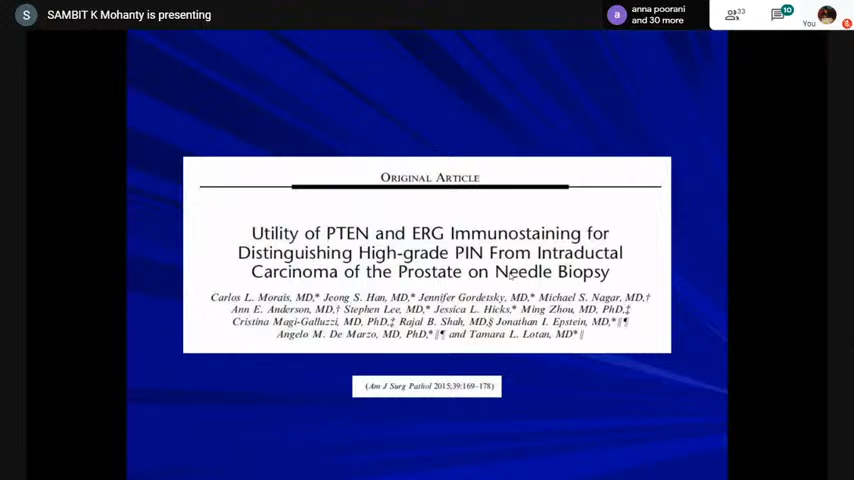 S SAMBIT K Mohanty is presenting
a anna poorani
and 30 more
33
10
You
ORIGINAL ARTICLE
Utility of PTEN and ERG Immunostaining for
Distinguishing High-grade PIN From Intraductal
Carcinoma of the Prostate on Needle Biopsy
Carlos L. Morais, MD,* Jeong S. Han, MD,* Jennifer Gordetsky, MD,* Michael S. Nagar, MD,†
Ann E. Anderson, MD,† Stephen Lee, MD,* Jessica L. Hicks,* Ming Zhou, MD, PhD,‡
Cristina Magi-Galluzzi, MD, PhD,‡ Rajal B. Shah, MD,§ Jonathan I. Epstein, MD,*∥¶
Angelo M. De Marzo, MD, PhD,*∥¶ and Tamara L. Lotan, MD*∥
(Am J Surg Pathol 2015;39:169–178)